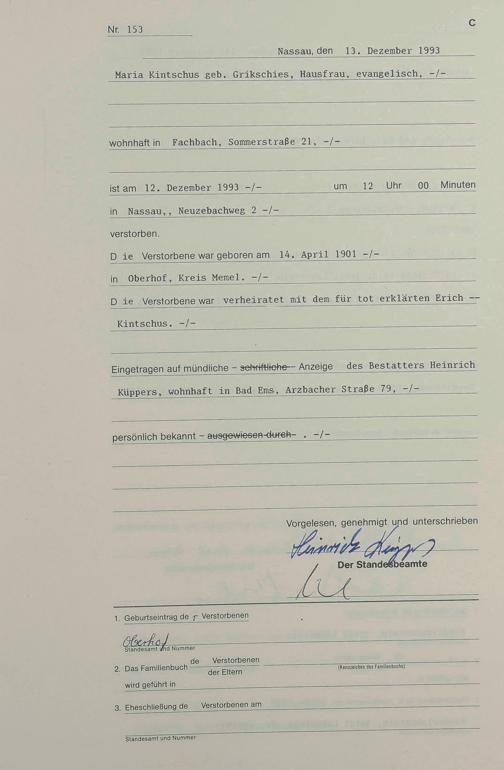 Nr. 153
C
Nassau, den 13. Dezember 1993
Maria Kintschus geb. Grikschies, Hausfrau, evangelisch, -/-
wohnhaft in Fachbach, Sommerstraße 21, -/-
ist am 12. Dezember 1993 -/- um 12 Uhr 00 Minuten
in Nassau,, Neuzebachweg 2 -/-
verstorben.
D ie Verstorbene war geboren am 14. April 1901 -/-
in Oberhof, Kreis Memel. -/-
D ie Verstorbene war verheiratet mit dem für tot erklärten Erich --
Kintschus. -/-
Eingetragen auf mündliche – schriftliche – Anzeige des Bestatters Heinrich
Küppers, wohnhaft in Bad Ems, Arzbacher Straße 79, -/-
persönlich bekannt – ausgewiesen durch – . -/-
Vorgelesen, genehmigt und unterschrieben
Heinrich Küppers
Der Standesbeamte
1. Geburtseintrag de r Verstorbenen
Oberhof
Standesamt und Nummer
2. Das Familienbuch de Verstorbenen
der Eltern
(Kennzeichen des Familienbuchs)
wird geführt in
3. Eheschließung de Verstorbenen am
Standesamt und Nummer